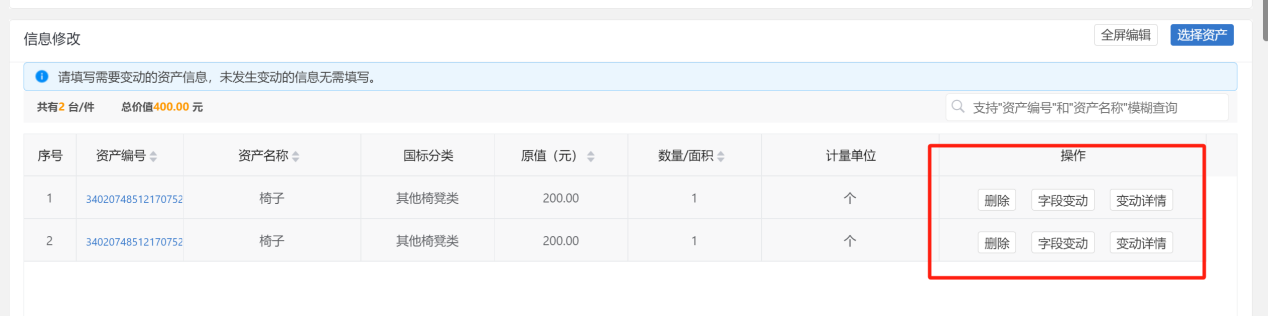 信息修改 全屏编辑 选择资产
请填写需要变动的资产信息，未发生变动的信息无需填写。
共有2 台/件 总价值400.00 元 支持"资产编号"和"资产名称"模糊查询
序号 资产编号 资产名称 国标分类 原值（元） 数量/面积 计量单位 操作
1 34020748512170752 椅子 其他椅凳类 200.00 1 个 删除 字段变动 变动详情
2 34020748512170752 椅子 其他椅凳类 200.00 1 个 删除 字段变动 变动详情